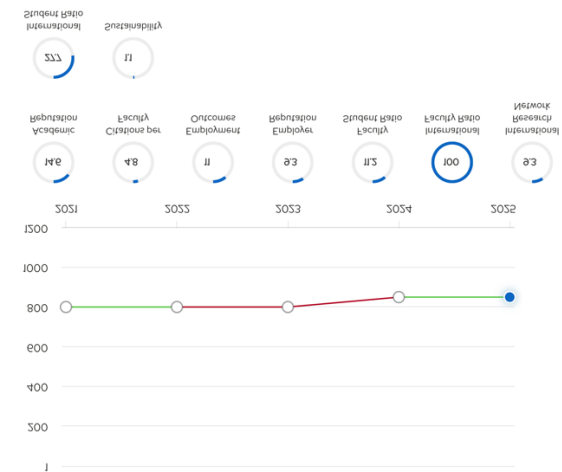 1
200
400
600
800
1000
1200
2021 2022 2023 2024 2025
14.6
Academic
Reputation
4.8
Citations per
Faculty
11
Employment
Outcomes
9.3
Employer
Reputation
11.2
Faculty
Student Ratio
100
International
Faculty Ratio
9.3
International
Research
Network
27.7
International
Student Ratio
1.1
Sustainability